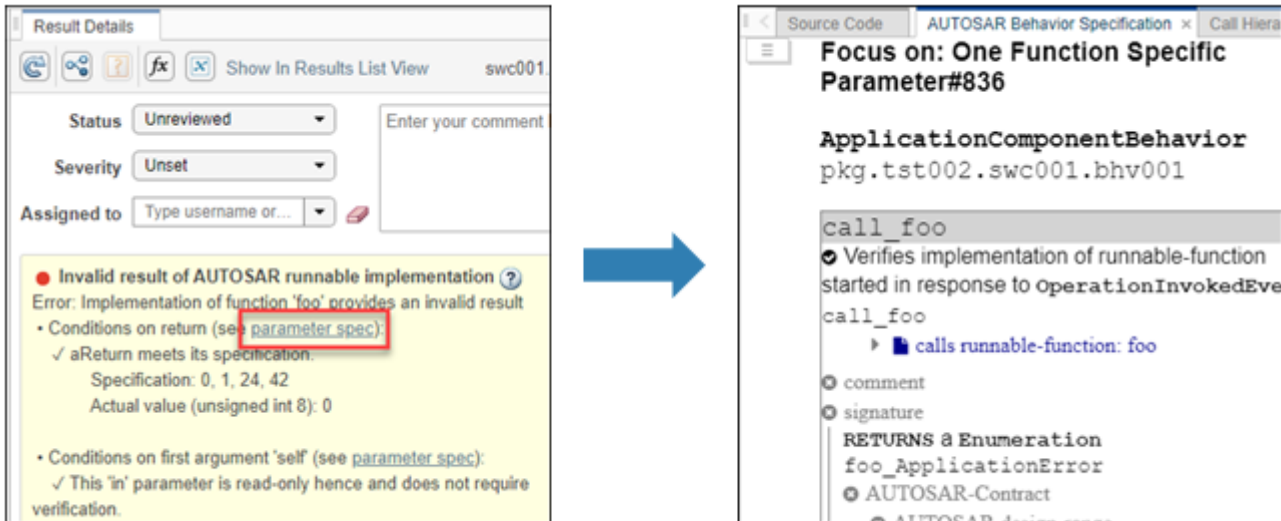 Result Details
fx x Show In Results List View swc001.
Status Unreviewed Enter your comment
Severity Unset
Assigned to Type username or...
Invalid result of AUTOSAR runnable implementation ?
Error: Implementation of function 'foo' provides an invalid result
• Conditions on return (see parameter spec):
✓ aReturn meets its specification.
Specification: 0, 1, 24, 42
Actual value (unsigned int 8): 0
• Conditions on first argument 'self' (see parameter spec):
✓ This 'in' parameter is read-only hence and does not require
verification.
Source Code AUTOSAR Behavior Specification × Call Hiera
Focus on: One Function Specific
Parameter#836
ApplicationComponentBehavior
pkg.tst002.swc001.bhv001
call_foo
Verifies implementation of runnable-function
started in response to OperationInvokedEve
call_foo
calls runnable-function: foo
comment
signature
RETURNS a Enumeration
foo_ApplicationError
AUTOSAR-Contract
AUTOSAR design range